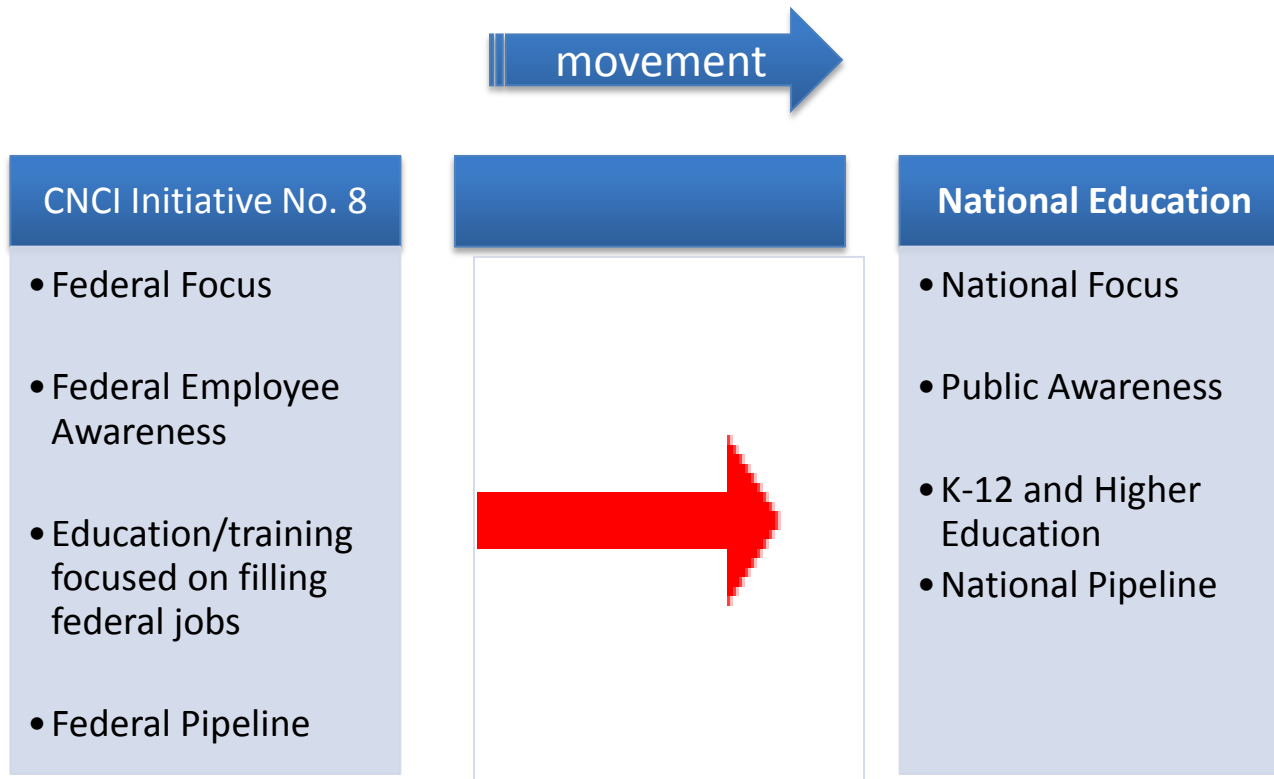 movement
CNCI Initiative No. 8
• Federal Focus
• Federal Employee
Awareness
• Education/training
focused on filling
federal jobs
• Federal Pipeline
National Education
• National Focus
• Public Awareness
• K-12 and Higher
Education
• National Pipeline